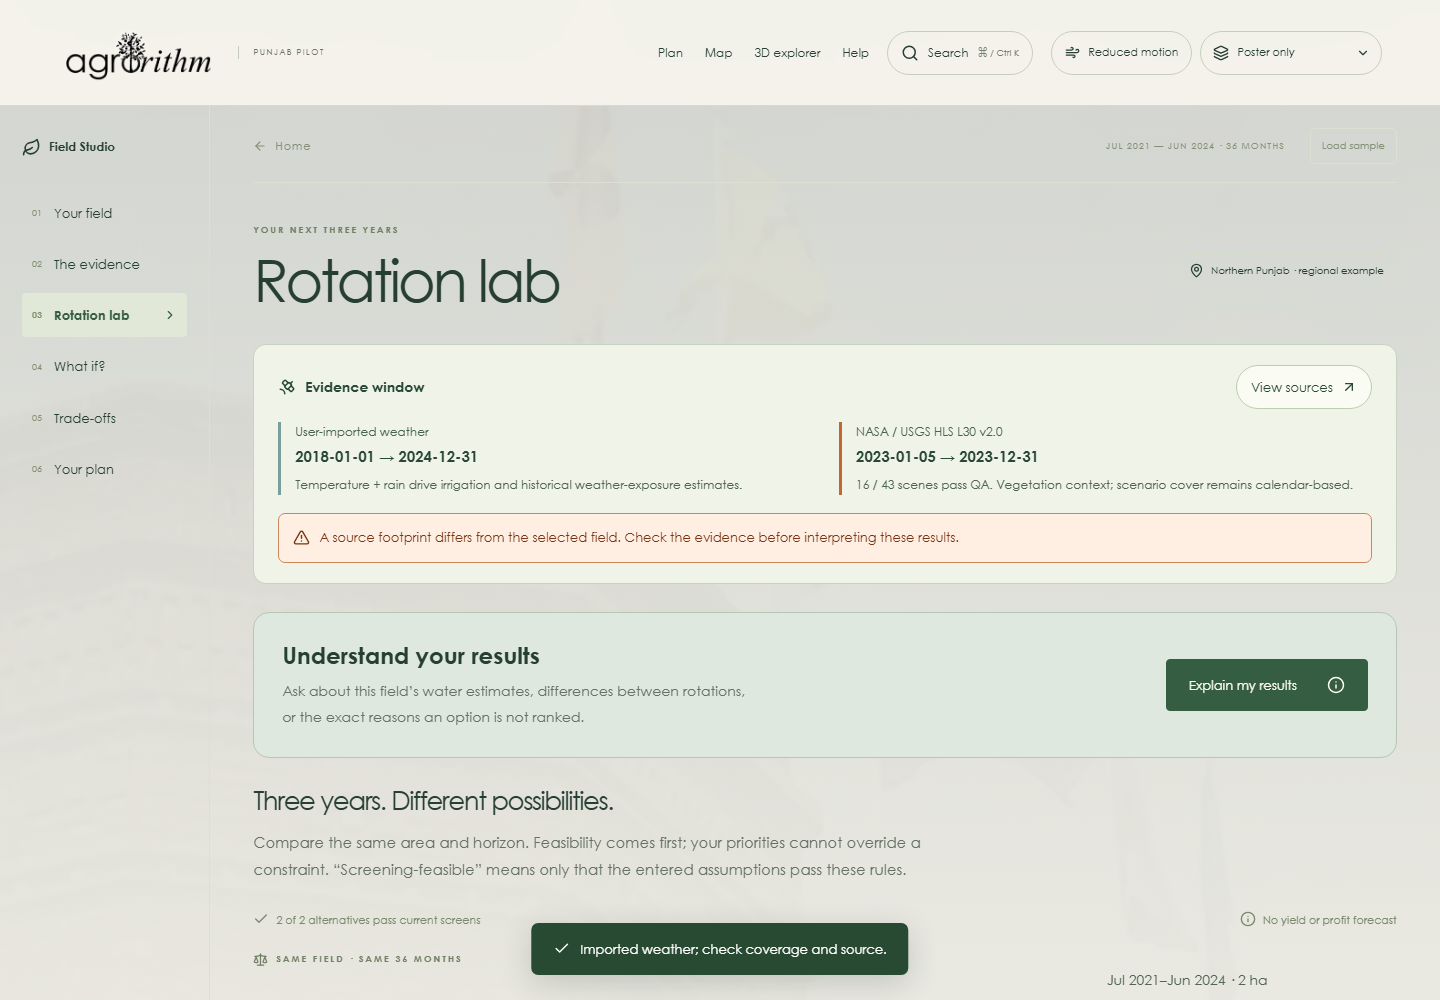 agrorithm
PUNJAB PILOT
Plan
Map
3D explorer
Help
Search ⌘ / Ctrl K
Reduced motion
Poster only
Field Studio
01 Your field
02 The evidence
03 Rotation lab
04 What if?
05 Trade-offs
06 Your plan
← Home
JUL 2021 — JUN 2024 · 36 MONTHS
Load sample
YOUR NEXT THREE YEARS
Rotation lab
Northern Punjab · regional example
Evidence window
View sources
User-imported weather
2018-01-01 → 2024-12-31
Temperature + rain drive irrigation and historical weather-exposure estimates.
NASA / USGS HLS L30 v2.0
2023-01-05 → 2023-12-31
16 / 43 scenes pass QA. Vegetation context; scenario cover remains calendar-based.
A source footprint differs from the selected field. Check the evidence before interpreting these results.
Understand your results
Ask about this field's water estimates, differences between rotations,
or the exact reasons an option is not ranked.
Explain my results
Three years. Different possibilities.
Compare the same area and horizon. Feasibility comes first; your priorities cannot override a
constraint. “Screening-feasible” means only that the entered assumptions pass these rules.
2 of 2 alternatives pass current screens
No yield or profit forecast
SAME FIELD · SAME 36 MONTHS
Imported weather; check coverage and source.
Jul 2021–Jun 2024 · 2 ha